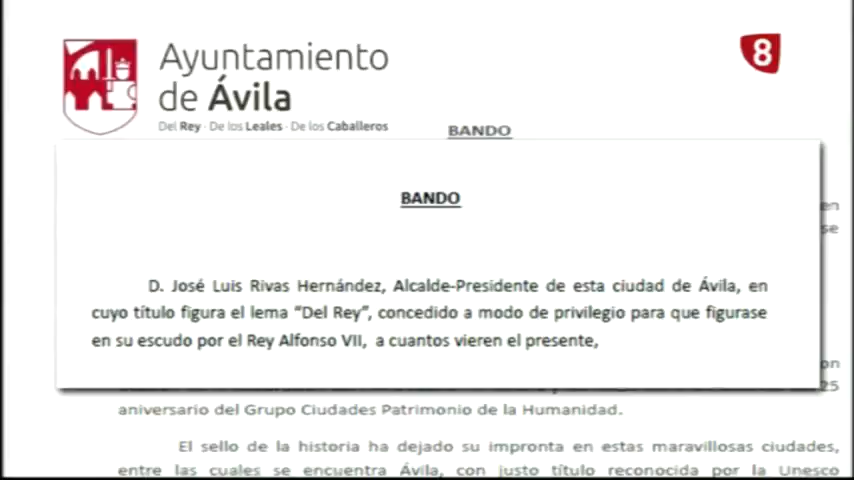 Ayuntamiento
de Ávila
Del Rey · De los Leales · De los Caballeros
8
BANDO
BANDO
en
se
D. José Luis Rivas Hernández, Alcalde-Presidente de esta ciudad de Ávila, en
cuyo título figura el lema “Del Rey”, concedido a modo de privilegio para que figurase
en su escudo por el Rey Alfonso VII, a cuantos vieren el presente,
on
25
aniversario del Grupo Ciudades Patrimonio de la Humanidad.
El sello de la historia ha dejado su impronta en estas maravillosas ciudades,
entre las cuales se encuentra Ávila, con justo título reconocida por la Unesco